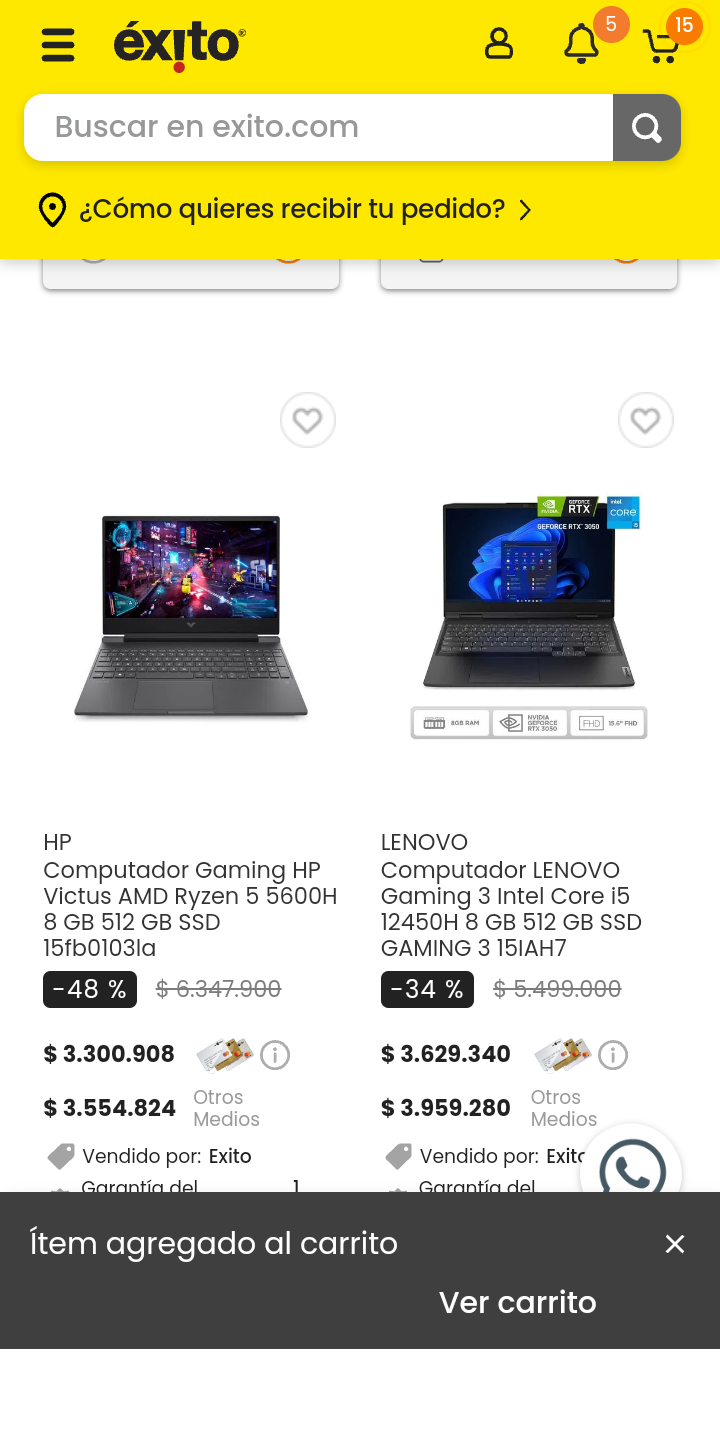 éxito®
5
15
Buscar en exito.com
¿Cómo quieres recibir tu pedido?
NVIDIA
GEFORCE RTX
intel CORE i5
GEFORCE RTX™ 3050
8GB RAM
NVIDIA GEFORCE RTX 3050
FHD
15.6" FHD
HP
Computador Gaming HP
Victus AMD Ryzen 5 5600H
8 GB 512 GB SSD
15fb0103la
-48 % $ 6.347.900
$ 3.300.908
$ 3.554.824 Otros Medios
Vendido por: Exito
Garantía del 1
LENOVO
Computador LENOVO
Gaming 3 Intel Core i5
12450H 8 GB 512 GB SSD
GAMING 3 15IAH7
-34 % $ 5.499.000
$ 3.629.340
$ 3.959.280 Otros Medios
Vendido por: Exito
Garantía del
Ítem agregado al carrito
Ver carrito